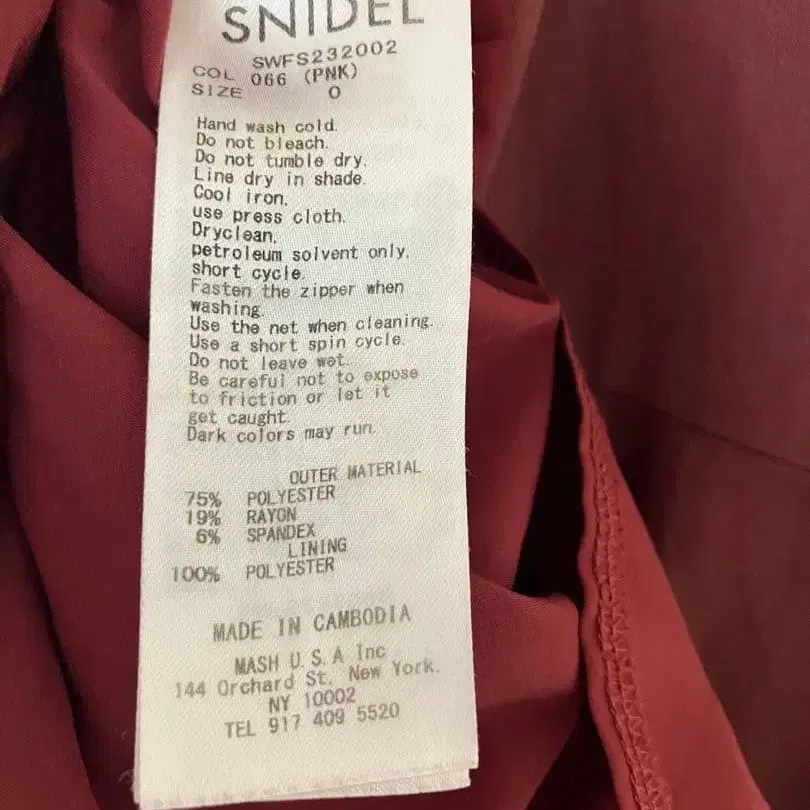 SNIDEL
SWFS232002
COL 066 (PNK)
SIZE 0
Hand wash cold.
Do not bleach.
Do not tumble dry.
Line dry in shade.
Cool iron.
use press cloth.
Dryclean,
petroleum solvent only,
short cycle.
Fasten the zipper when
washing.
Use the net when cleaning.
Use a short spin cycle.
Do not leave wet.
Be careful not to expose
to friction or let it
get caught.
Dark colors may run.
OUTER MATERIAL
75% POLYESTER
19% RAYON
6% SPANDEX
LINING
100% POLYESTER
MADE IN CAMBODIA
MASH U.S.A Inc
144 Orchard St. New York.
NY 10002
TEL 917 409 5520